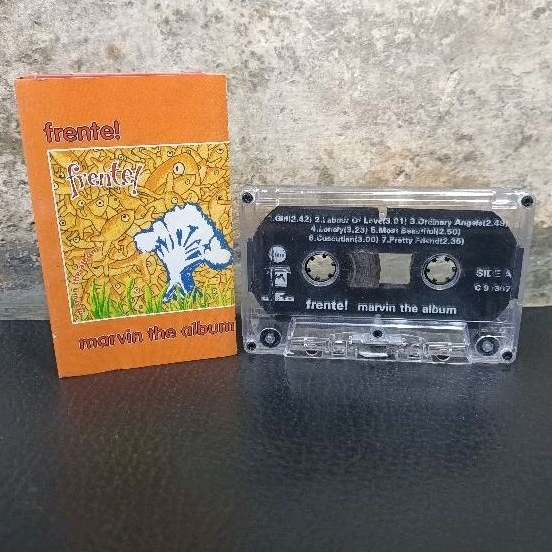 frente!
frente!
marvin the album
.Girl(2.42) 2.Labour Of Love(3.01) 3.Ordinary Angels(2.49)
4.Lonely(3.23) 5.Most Beautiful(2.50)
6.Cuscutlan(3.00) 7.Pretty Friend(2.36)
SIDE A
frente! marvin the album